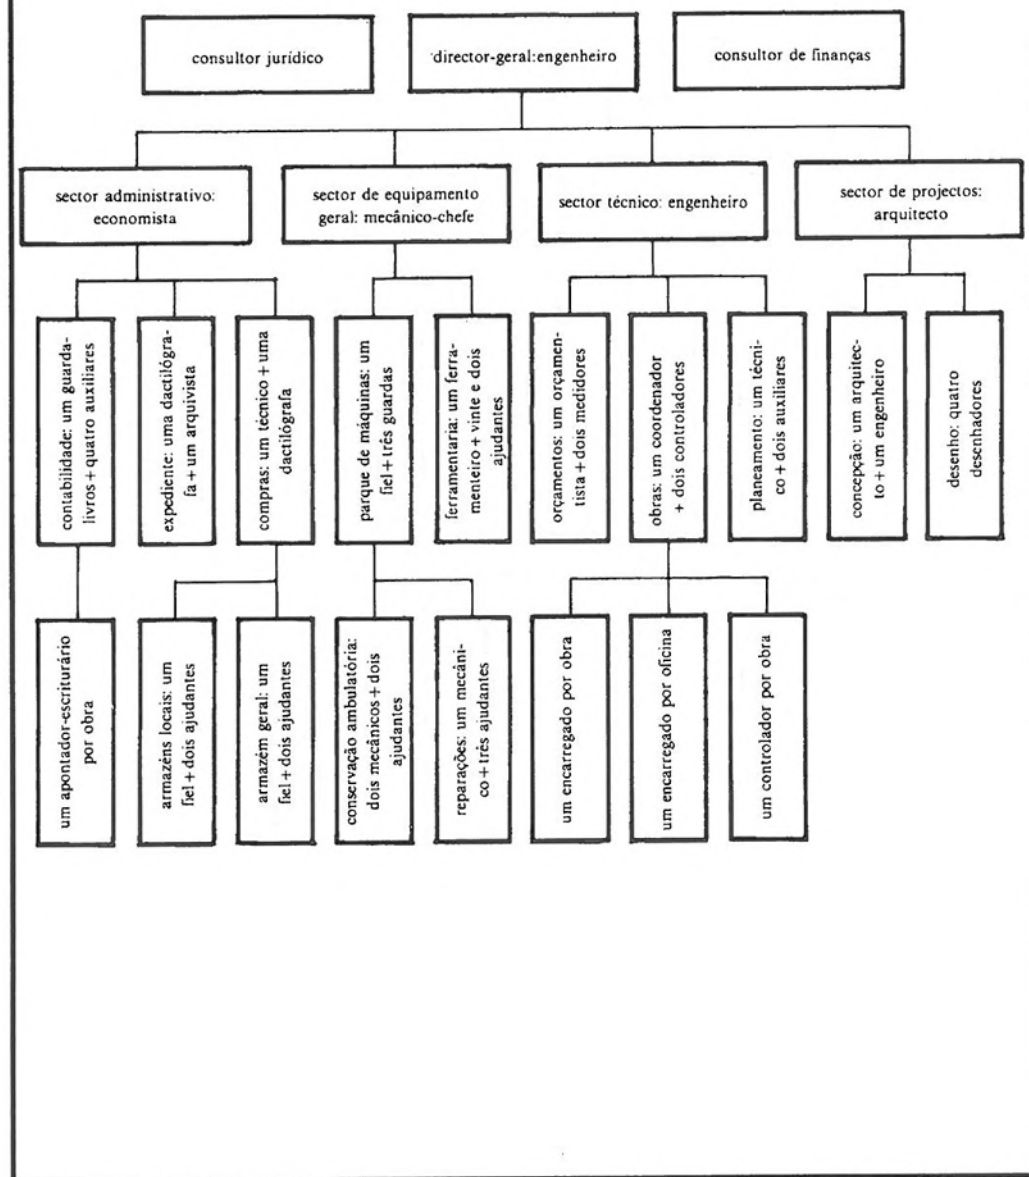 consultor jurídico
director-geral:engenheiro
consultor de finanças
sector administrativo:
economista
sector de equipamento
geral: mecânico-chefe
sector técnico: engenheiro
sector de projectos:
arquitecto
contabilidade: um guarda-
livros + quatro auxiliares
expediente: uma dactilógra-
fa + um arquivista
compras: um técnico + uma
dactilógrafa
parque de máquinas: um
fiel + três guardas
ferramentaria: um ferra-
menteiro + vinte e dois
ajudantes
orçamentos: um orçamen-
tista + dois medidores
obras: um coordenador
+ dois controladores
planeamento: um técni-
co + dois auxiliares
concepção: um arquitec-
to + um engenheiro
desenho: quatro
desenhadores
um apontador-escriturário
por obra
armazéns locais: um
fiel + dois ajudantes
armazém geral: um
fiel + dois ajudantes
conservação ambulatória:
dois mecânicos + dois
ajudantes
reparações: um mecâni-
co + três ajudantes
um encarregado por obra
um encarregado por oficina
um controlador por obra